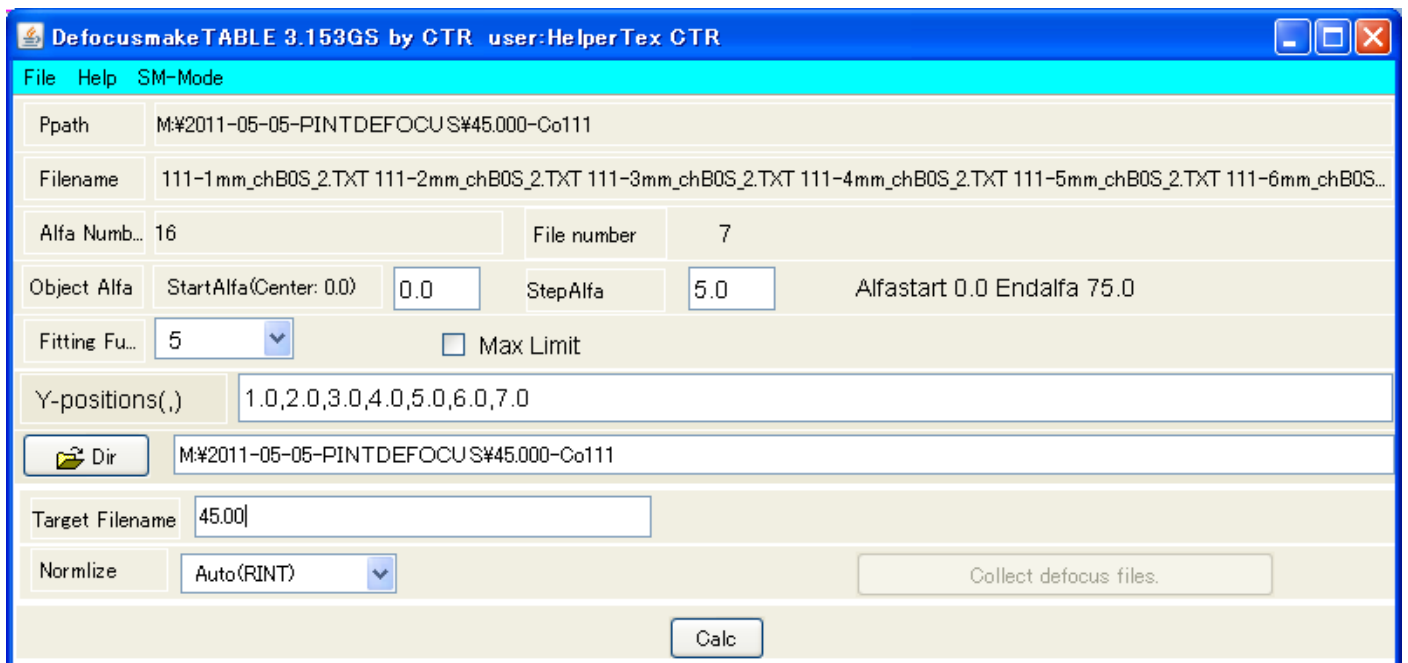 DefocusmakeTABLE 3.153GS by CTR user:HelperTex CTR
File Help SM-Mode
Ppath M:¥2011-05-05-PINTDEFOCUS¥45.000-Co111
Filename 111-1mm_chB0S_2.TXT 111-2mm_chB0S_2.TXT 111-3mm_chB0S_2.TXT 111-4mm_chB0S_2.TXT 111-5mm_chB0S_2.TXT 111-6mm_chB0S...
Alfa Numb... 16 File number 7
Object Alfa StartAlfa(Center: 0.0) 0.0 StepAlfa 5.0 Alfastart 0.0 Endalfa 75.0
Fitting Fu... 5 Max Limit
Y-positions(,) 1.0,2.0,3.0,4.0,5.0,6.0,7.0
Dir M:¥2011-05-05-PINTDEFOCUS¥45.000-Co111
Target Filename 45.00
Normlize Auto(RINT) Collect defocus files.
Calc